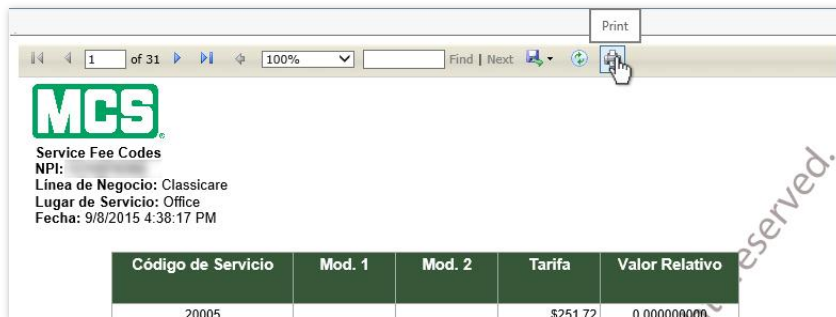 Print
1 of 31 100% Find | Next
MCS
Service Fee Codes
NPI:
Línea de Negocio: Classicare
Lugar de Servicio: Office
Fecha: 9/8/2015 4:38:17 PM
eserved.
Código de Servicio Mod. 1 Mod. 2 Tarifa Valor Relativo
20005 $251.72 0.000000000